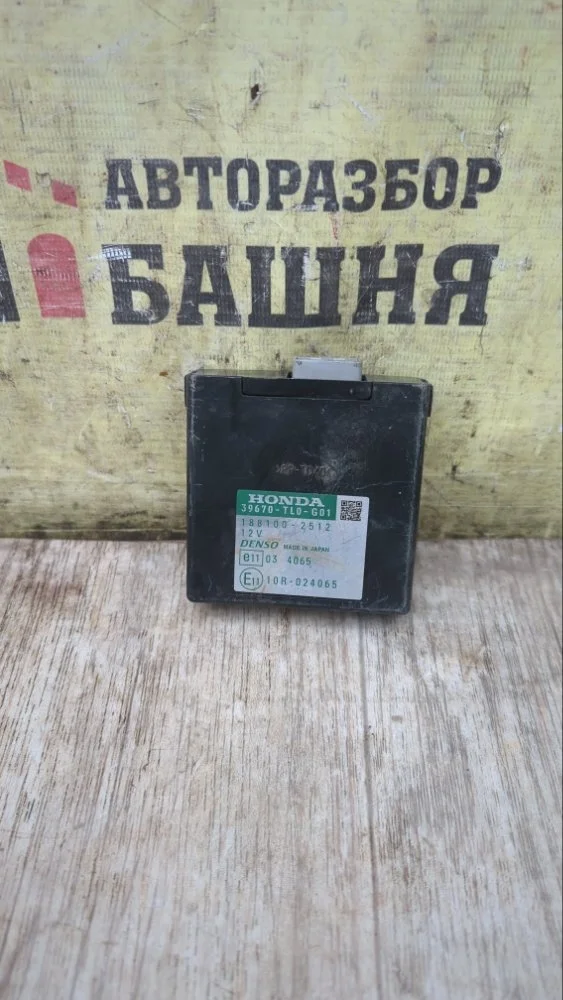 АВТОРАЗБОР
БАШНЯ
HONDA
39670-TL0-G01
188100-2512
12V
DENSO MADE IN JAPAN
e11 03 4065
E11 10R-024065